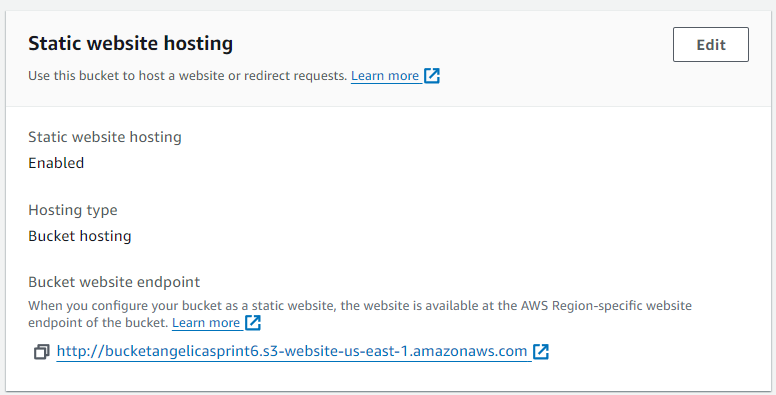 Static website hosting
Edit
Use this bucket to host a website or redirect requests. Learn more
Static website hosting
Enabled
Hosting type
Bucket hosting
Bucket website endpoint
When you configure your bucket as a static website, the website is available at the AWS Region-specific website
endpoint of the bucket. Learn more
http://bucketangelicasprint6.s3-website-us-east-1.amazonaws.com